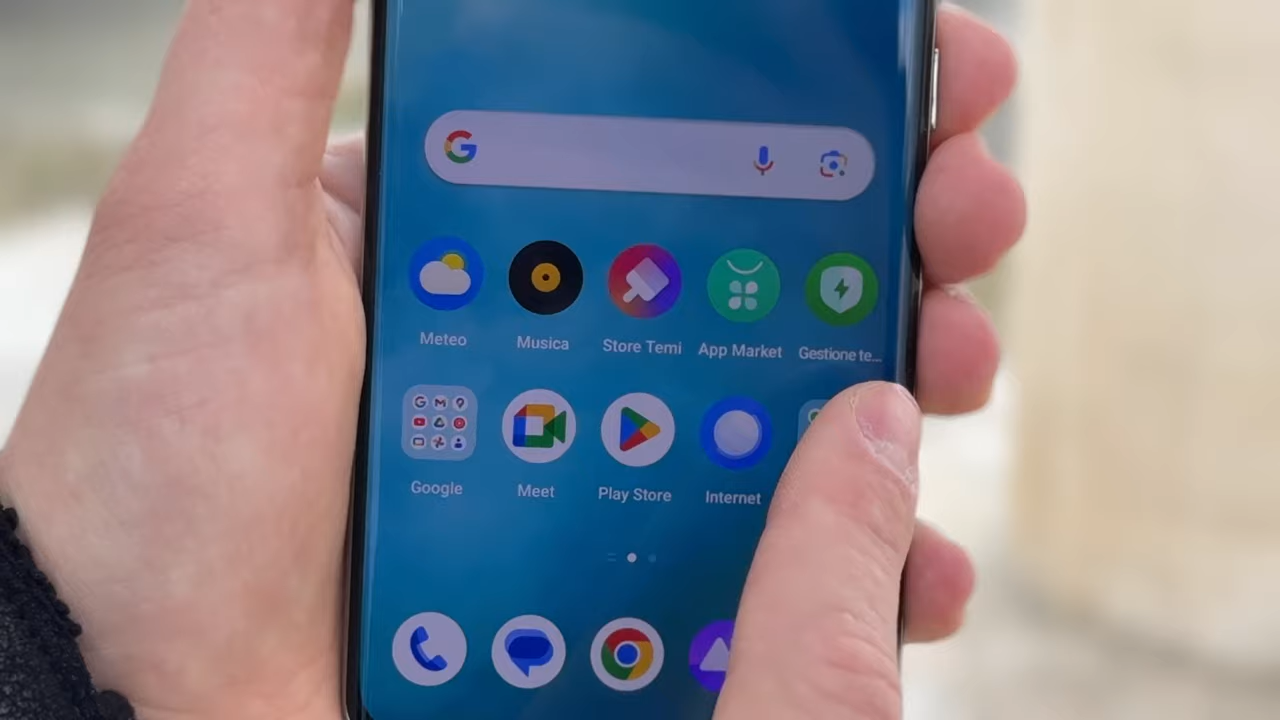 G
Meteo
Musica
Store Temi
App Market
Gestione te...
Google
Meet
Play Store
Internet